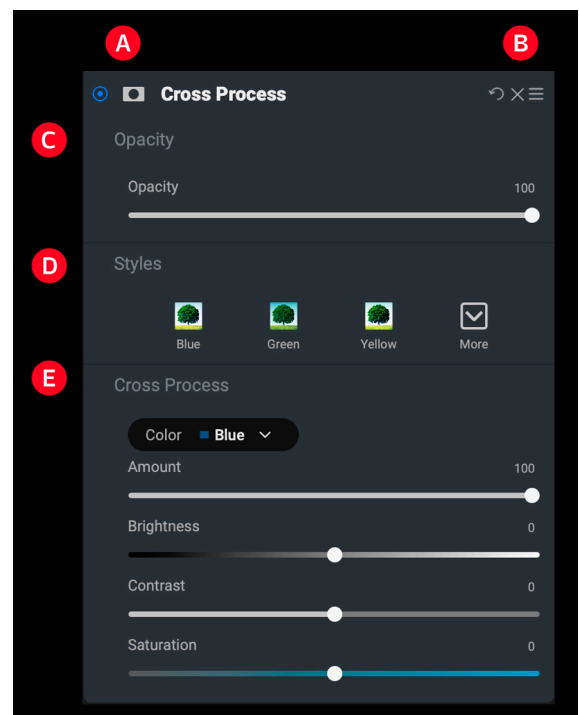 A
B
Cross Process
C
Opacity
Opacity 100
D
Styles
Blue Green Yellow More
E
Cross Process
Color Blue
Amount 100
Brightness 0
Contrast 0
Saturation 0